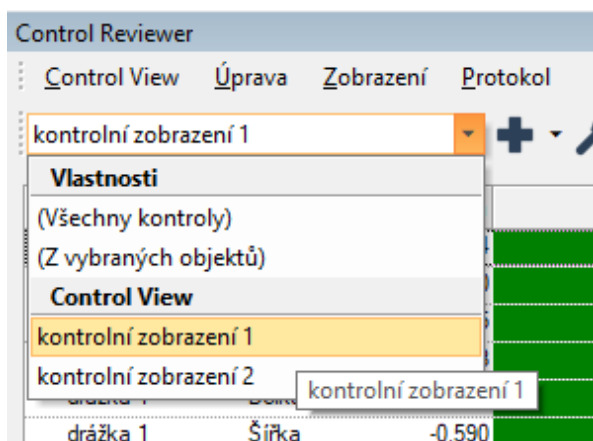 Control Reviewer
Control View Úprava Zobrazení Protokol
kontrolní zobrazení 1
Vlastnosti
(Všechny kontroly)
(Z vybraných objektů)
Control View
kontrolní zobrazení 1
kontrolní zobrazení 2
kontrolní zobrazení 1
drážka 1 Šířka -0.590